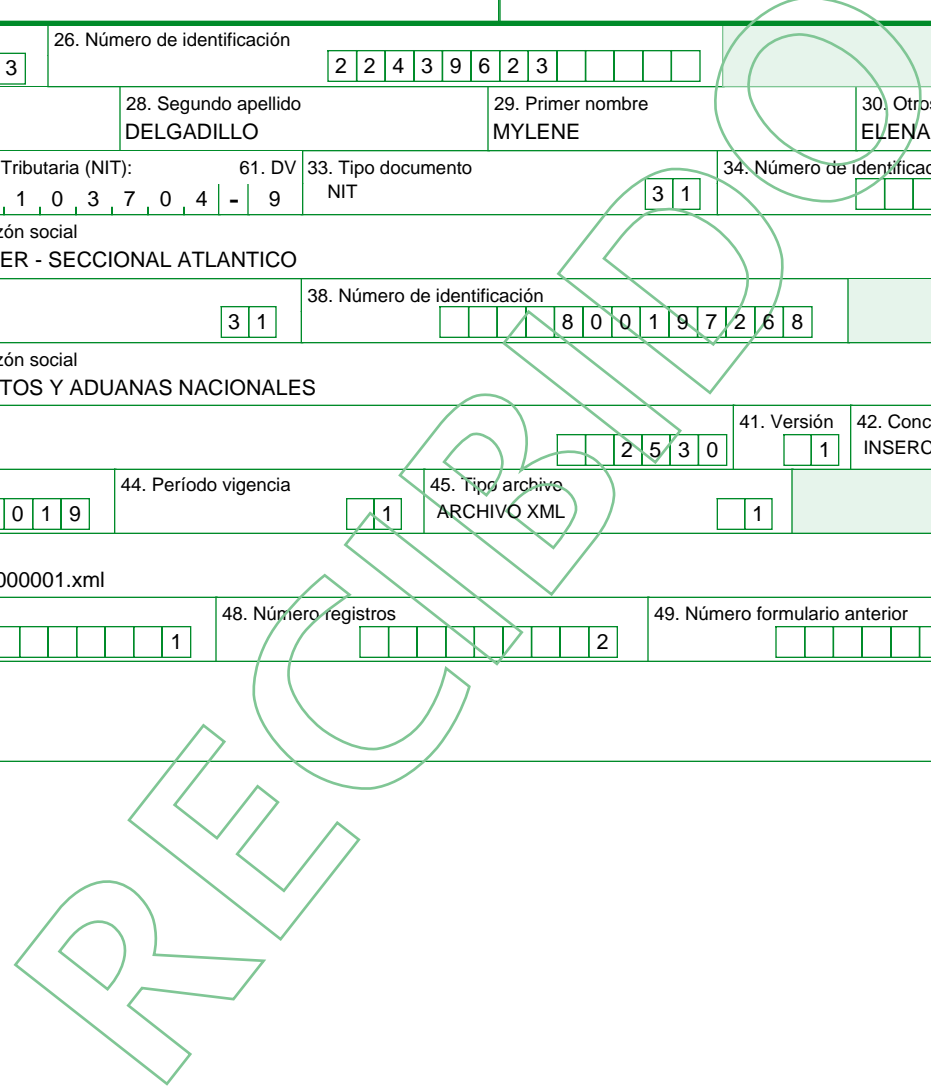 26. Número de identificación
3 2 2 4 3 9 6 2 3
28. Segundo apellido 29. Primer nombre 30. Otros
DELGADILLO MYLENE ELENA
Tributaria (NIT): 61. DV 33. Tipo documento 34. Número de identificac
1 0 3 7 0 4 - 9 NIT 3 1
zón social
ER - SECCIONAL ATLANTICO
38. Número de identificación
3 1 8 0 0 1 9 7 2 6 8
zón social
TOS Y ADUANAS NACIONALES
41. Versión 42. Conc
2 5 3 0 1 INSERC
44. Período vigencia 45. Tipo archivo
0 1 9 1 ARCHIVO XML 1
000001.xml
48. Número registros 49. Número formulario anterior
1 2
RECIBIDO